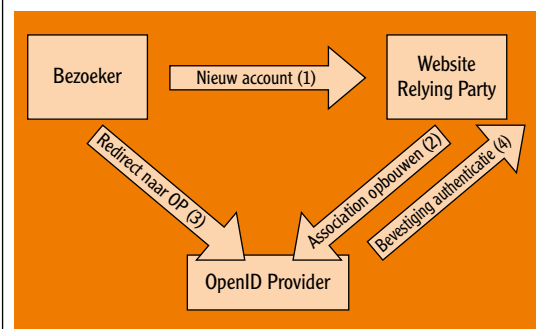 Bezoeker
Nieuw account (1)
Website
Relying Party
Redirect naar OP (3)
Association opbouwen (2)
Bevestiging authenticatie (4)
OpenID Provider